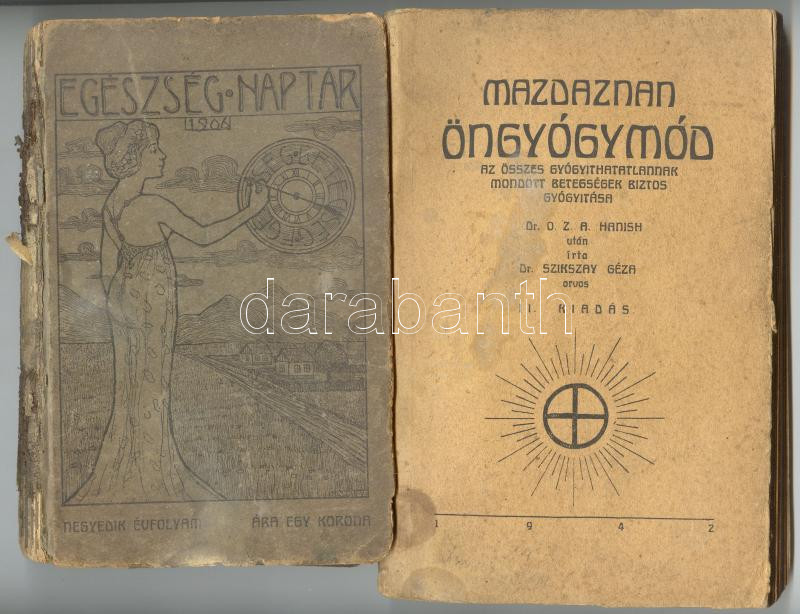 EGÉSZSÉG·NAPTÁR
1906
NEGYEDIK ÉVFOLYAM ÁRA EGY KORONA
MAZDAZNAN
ÖNGYÓGYMÓD
AZ ÖSSZES GYÓGYITHATATLANNAK
MONDOTT BETEGSÉGEK BIZTOS
GYÓGYITÁSA
Dr. O. Z. A. HANISH
után
írta
Dr. SZIKSZAY GÉZA
orvos
II. KIADÁS
1 9 4 2
darabanth